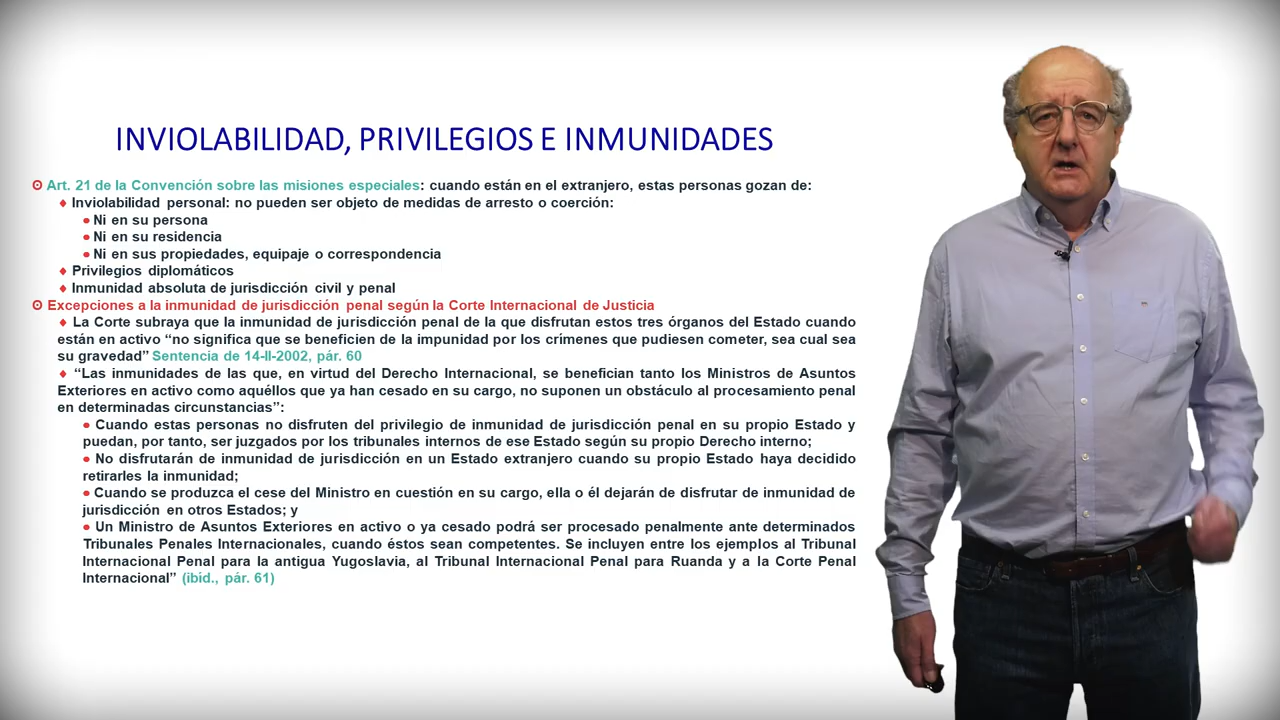 INVIOLABILIDAD, PRIVILEGIOS E INMUNIDADES
Art. 21 de la Convención sobre las misiones especiales: cuando están en el extranjero, estas personas gozan de:
Inviolabilidad personal: no pueden ser objeto de medidas de arresto o coerción:
Ni en su persona
Ni en su residencia
Ni en sus propiedades, equipaje o correspondencia
Privilegios diplomáticos
Inmunidad absoluta de jurisdicción civil y penal
Excepciones a la inmunidad de jurisdicción penal según la Corte Internacional de Justicia
La Corte subraya que la inmunidad de jurisdicción penal de la que disfrutan estos tres órganos del Estado cuando
están en activo “no significa que se beneficien de la impunidad por los crímenes que pudiesen cometer, sea cual sea
su gravedad” Sentencia de 14-II-2002, pár. 60
“Las inmunidades de las que, en virtud del Derecho Internacional, se benefician tanto los Ministros de Asuntos
Exteriores en activo como aquéllos que ya han cesado en su cargo, no suponen un obstáculo al procesamiento penal
en determinadas circunstancias”:
Cuando estas personas no disfruten del privilegio de inmunidad de jurisdicción penal en su propio Estado y
puedan, por tanto, ser juzgados por los tribunales internos de ese Estado según su propio Derecho interno;
No disfrutarán de inmunidad de jurisdicción en un Estado extranjero cuando su propio Estado haya decidido
retirarles la inmunidad;
Cuando se produzca el cese del Ministro en cuestión en su cargo, ella o él dejarán de disfrutar de inmunidad de
jurisdicción en otros Estados; y
Un Ministro de Asuntos Exteriores en activo o ya cesado podrá ser procesado penalmente ante determinados
Tribunales Penales Internacionales, cuando éstos sean competentes. Se incluyen entre los ejemplos al Tribunal
Internacional Penal para la antigua Yugoslavia, al Tribunal Internacional Penal para Ruanda y a la Corte Penal
Internacional” (ibíd., pár. 61)